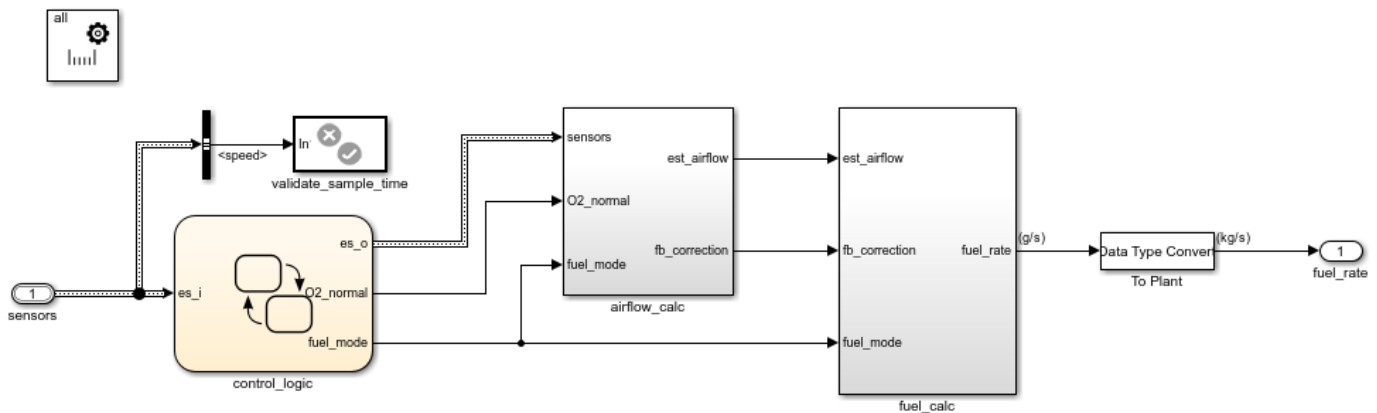 all
<speed>
In
validate_sample_time
1
sensors
es_i
es_o
O2_normal
fuel_mode
control_logic
sensors
O2_normal
fuel_mode
est_airflow
fb_correction
airflow_calc
est_airflow
fb_correction
fuel_mode
fuel_rate
fuel_calc
(g/s)
Data Type Convert
To Plant
(kg/s)
1
fuel_rate